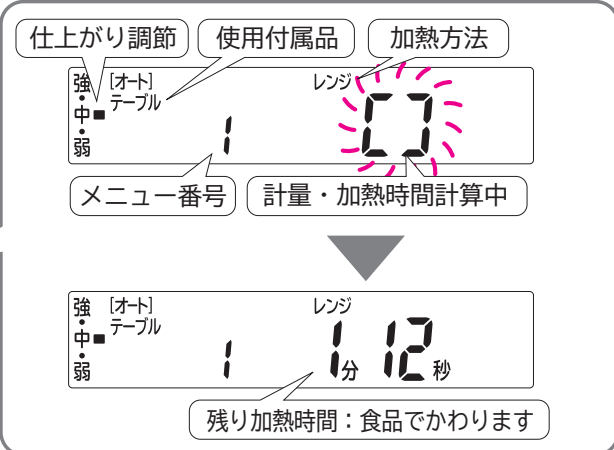 仕上がり調節 使用付属品 加熱方法
強 [オート] レンジ
・ テーブル
中
・ 1
弱
メニュー番号 計量・加熱時間計算中
強 [オート] レンジ
・ テーブル
中
・ 1 1分 12秒
弱
残り加熱時間：食品でかわります